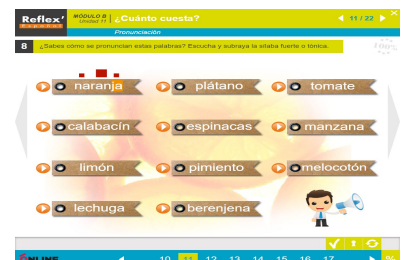 Reflex'
Español
MÓDULO B
Unidad 11
¿Cuánto cuesta?
11 / 22
Pronunciación
8 ¿Sabes cómo se pronuncian estas palabras? Escucha y subraya la sílaba fuerte o tónica.
100%
naranja plátano tomate
calabacín espinacas manzana
limón pimiento melocotón
lechuga berenjena
ONLINE 10 11 12 13 14 15 16 17 %